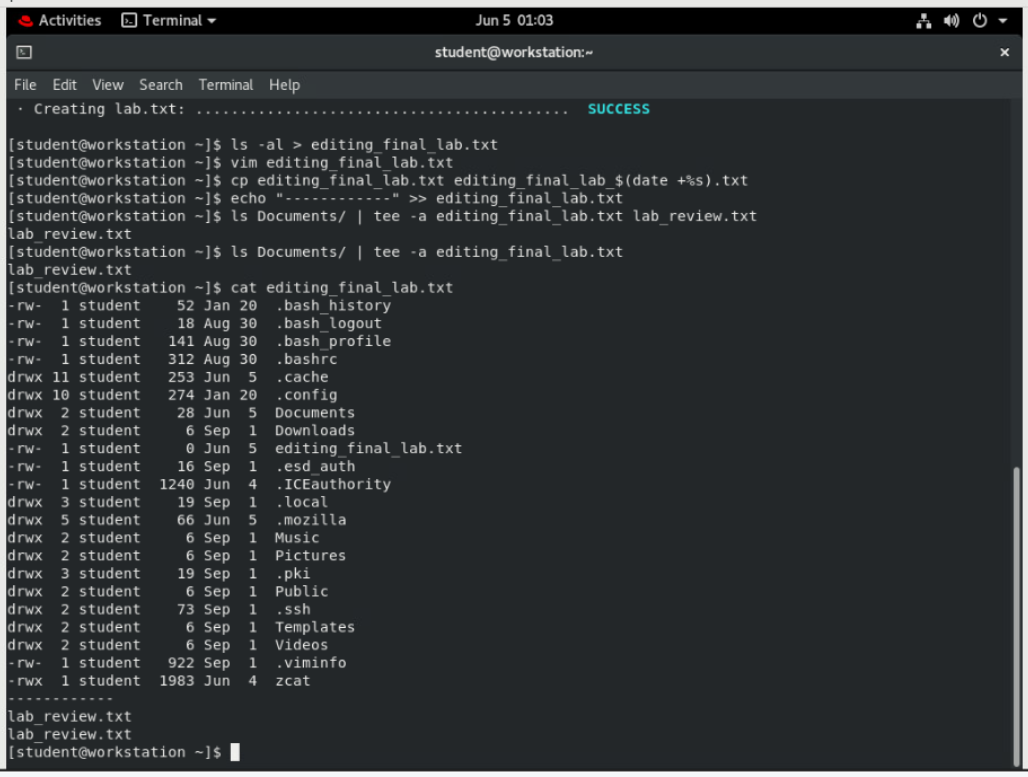 Activities Terminal Jun 5 01:03
student@workstation:~ ×
File Edit View Search Terminal Help
· Creating lab.txt: .......................................... SUCCESS
[student@workstation ~]$ ls -al > editing_final_lab.txt
[student@workstation ~]$ vim editing_final_lab.txt
[student@workstation ~]$ cp editing_final_lab.txt editing_final_lab_$(date +%s).txt
[student@workstation ~]$ echo "------------" >> editing_final_lab.txt
[student@workstation ~]$ ls Documents/ | tee -a editing_final_lab.txt lab_review.txt
lab_review.txt
[student@workstation ~]$ ls Documents/ | tee -a editing_final_lab.txt
lab_review.txt
[student@workstation ~]$ cat editing_final_lab.txt
-rw-  1 student    52 Jan 20  .bash_history
-rw-  1 student    18 Aug 30  .bash_logout
-rw-  1 student   141 Aug 30  .bash_profile
-rw-  1 student   312 Aug 30  .bashrc
drwx 11 student   253 Jun  5  .cache
drwx 10 student   274 Jan 20  .config
drwx  2 student    28 Jun  5  Documents
drwx  2 student     6 Sep  1  Downloads
-rw-  1 student     0 Jun  5  editing_final_lab.txt
-rw-  1 student    16 Sep  1  .esd_auth
-rw-  1 student  1240 Jun  4  .ICEauthority
drwx  3 student    19 Sep  1  .local
drwx  5 student    66 Jun  5  .mozilla
drwx  2 student     6 Sep  1  Music
drwx  2 student     6 Sep  1  Pictures
drwx  3 student    19 Sep  1  .pki
drwx  2 student     6 Sep  1  Public
drwx  2 student    73 Sep  1  .ssh
drwx  2 student     6 Sep  1  Templates
drwx  2 student     6 Sep  1  Videos
-rw-  1 student   922 Sep  1  .viminfo
-rwx  1 student  1983 Jun  4  zcat
------------
lab_review.txt
lab_review.txt
[student@workstation ~]$